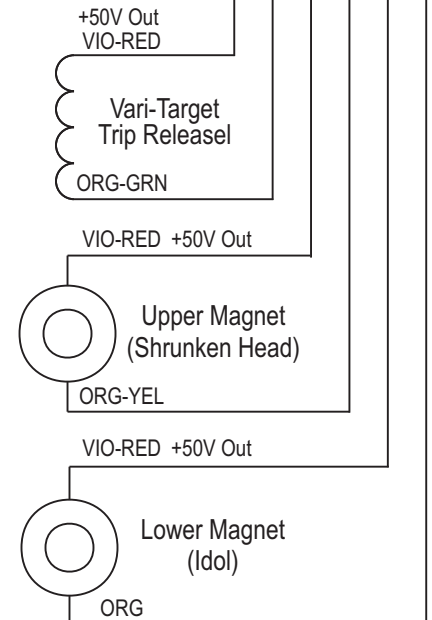 +50V Out
VIO-RED
Vari-Target
Trip Releasel
ORG-GRN
VIO-RED +50V Out
Upper Magnet
(Shrunken Head)
ORG-YEL
VIO-RED +50V Out
Lower Magnet
(Idol)
ORG